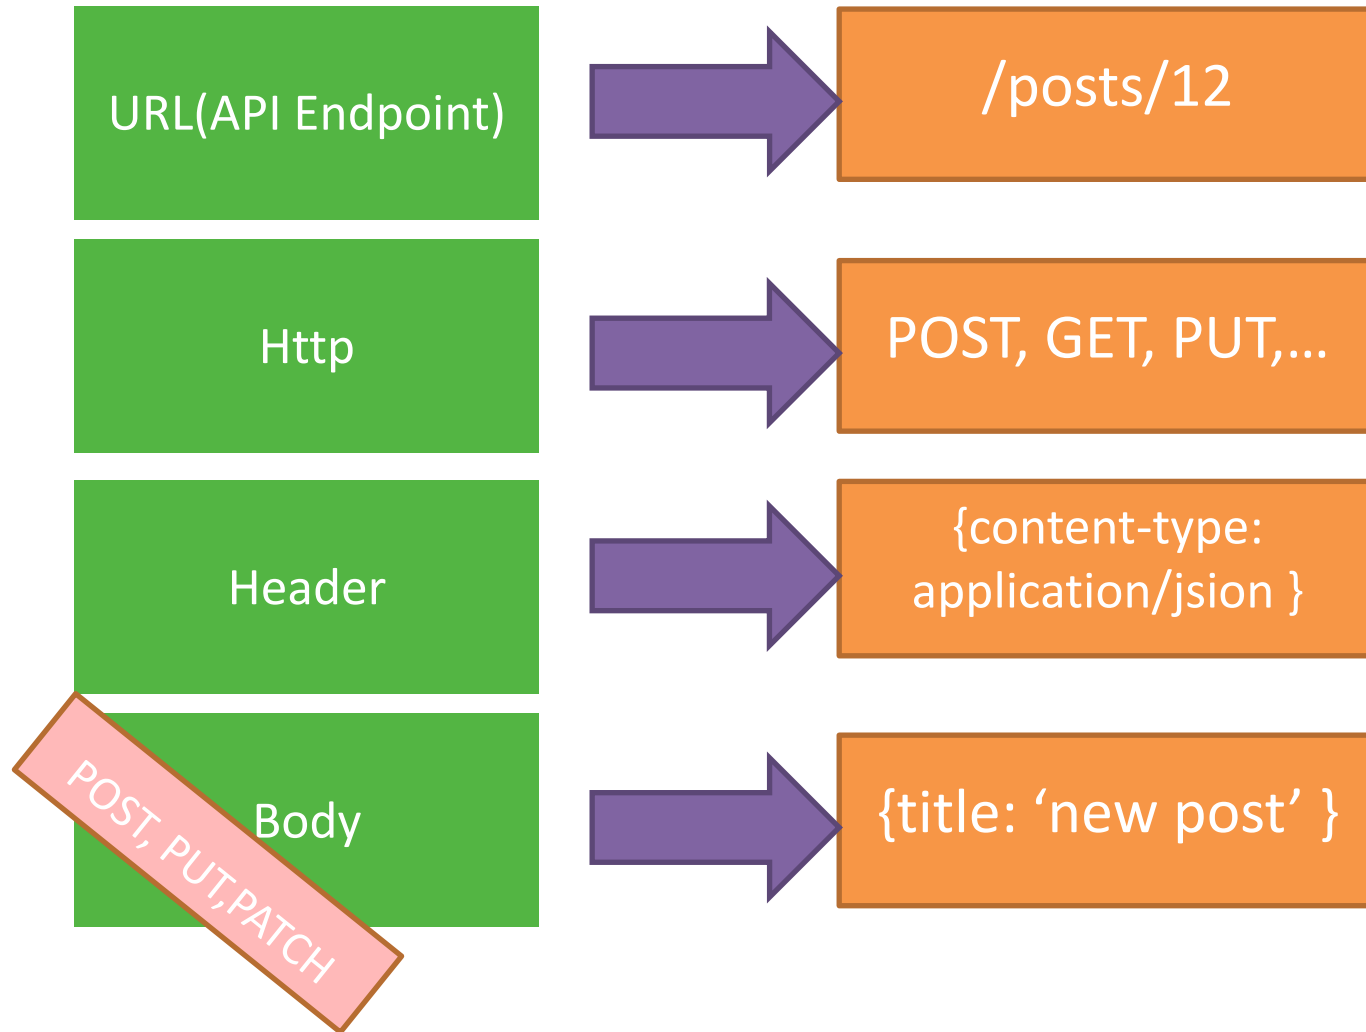 URL(API Endpoint)
/posts/12
Http
POST, GET, PUT,...
Header
{content-type:
application/jsion }
Body
POST, PUT,PATCH
{title: ‘new post’ }